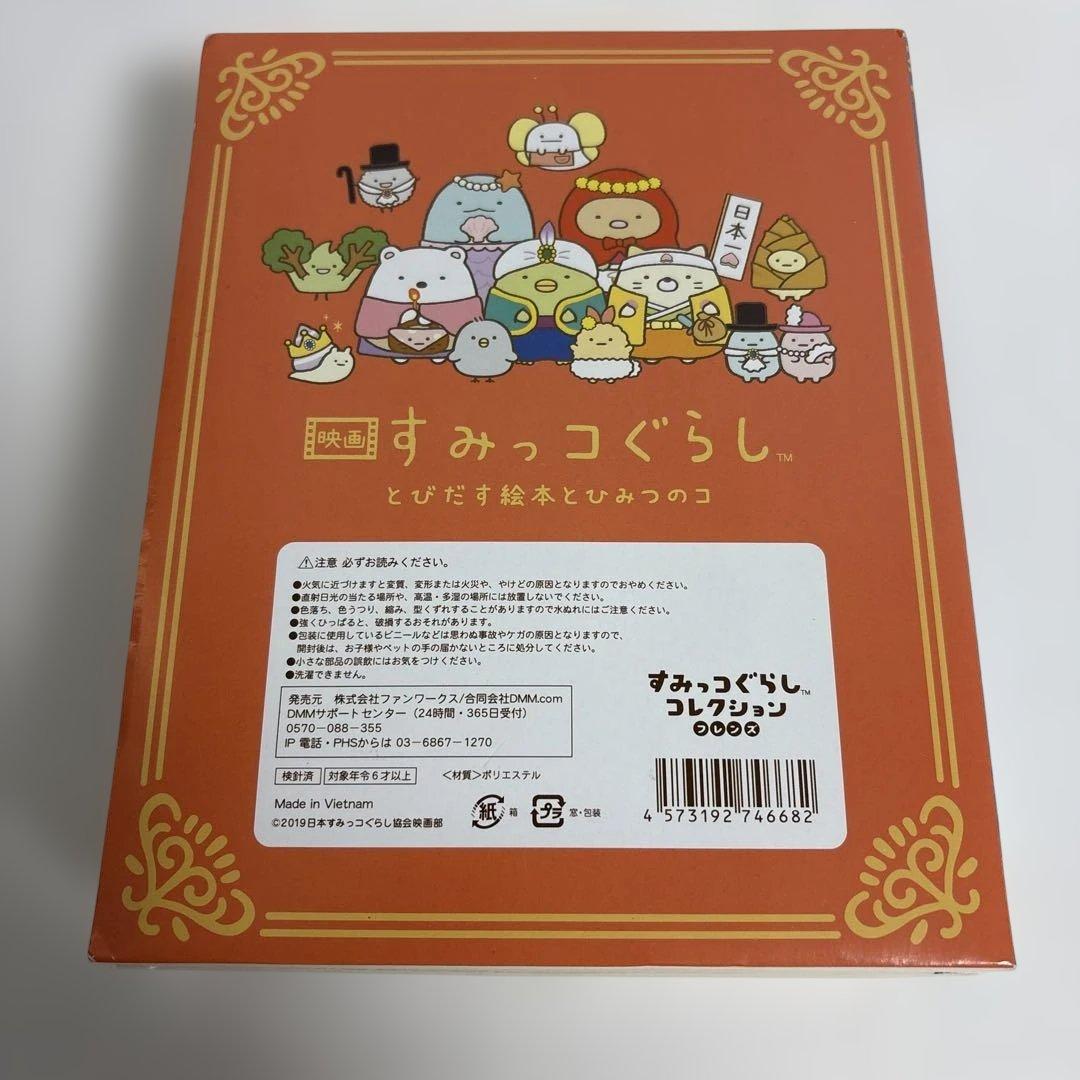 日本一
映画 すみっコぐらし™
とびだす絵本とひみつのコ
⚠注意 必ずお読みください。
●火気に近づけますと変質、変形または火災や、やけどの原因となりますのでおやめください。
●直射日光の当たる場所や、高温・多湿の場所には放置しないでください。
●色落ち、色うつり、縮み、型くずれすることがありますので水ぬれにはご注意ください。
●強くひっぱると、破損するおそれがあります。
●包装に使用しているビニールなどは思わぬ事故やケガの原因となりますので、
開封後は、お子様やペットの手の届かないところに処分してください。
●小さな部品の誤飲にはお気をつけください。
●洗濯できません。
発売元 株式会社ファンワークス/合同会社DMM.com
DMMサポートセンター（24時間・365日受付）
0570-088-355
IP 電話・PHSからは 03-6867-1270
検針済 対象年令6才以上 <材質>ポリエステル
Made in Vietnam
©2019日本すみっコぐらし協会映画部
紙 箱 プラ 窓・包装
すみっコぐらし™
コレクション
フレンズ
4 573192 746682